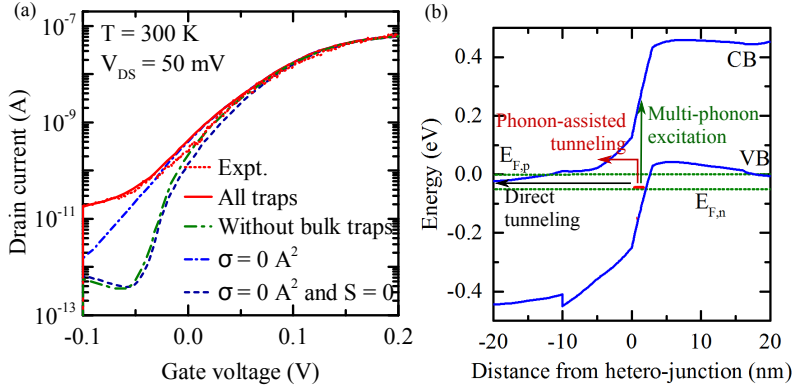 (a)
T = 300 K
V_DS = 50 mV
Expt.
All traps
Without bulk traps
σ = 0 A²
σ = 0 A² and S = 0
Drain current (A)
10⁻⁷
10⁻⁹
10⁻¹¹
10⁻¹³
-0.1
0.0
0.1
0.2
Gate voltage (V)
(b)
CB
Multi-phonon
excitation
Phonon-assisted
tunneling
E_F,p
VB
Direct
tunneling
E_F,n
Energy (eV)
0.4
0.2
0.0
-0.2
-0.4
-20
-10
0
10
20
Distance from hetero-junction (nm)